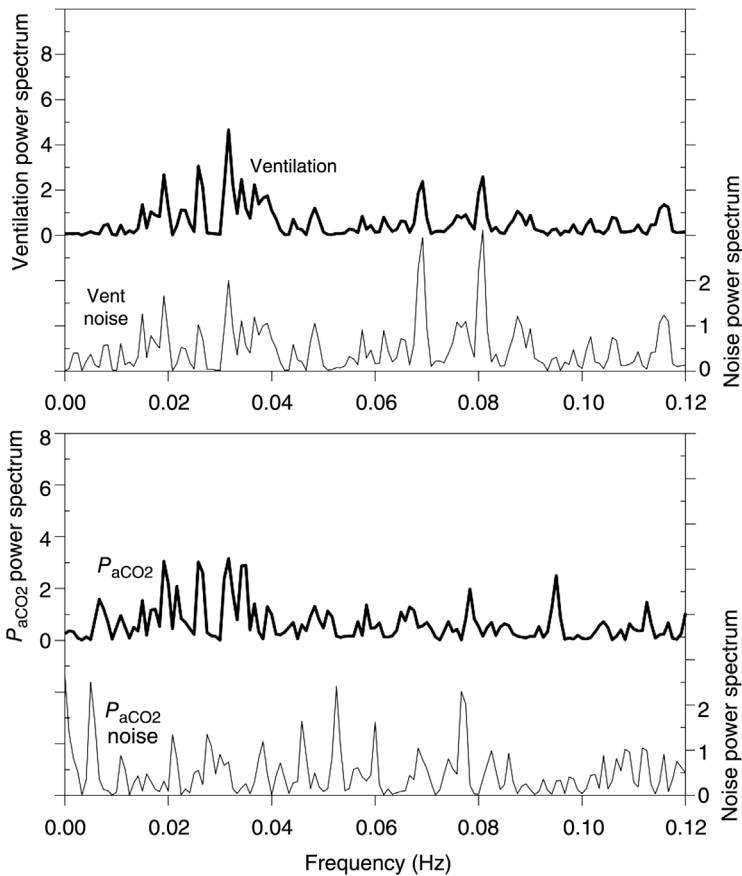 Ventilation power spectrum
8
6
4
2
0
Ventilation
Vent
noise
Noise power spectrum
2
1
0
0.00 0.02 0.04 0.06 0.08 0.10 0.12
PaCO2 power spectrum
8
6
4
2
0
PaCO2
PaCO2
noise
Noise power spectrum
2
1
0
0.00 0.02 0.04 0.06 0.08 0.10 0.12
Frequency (Hz)